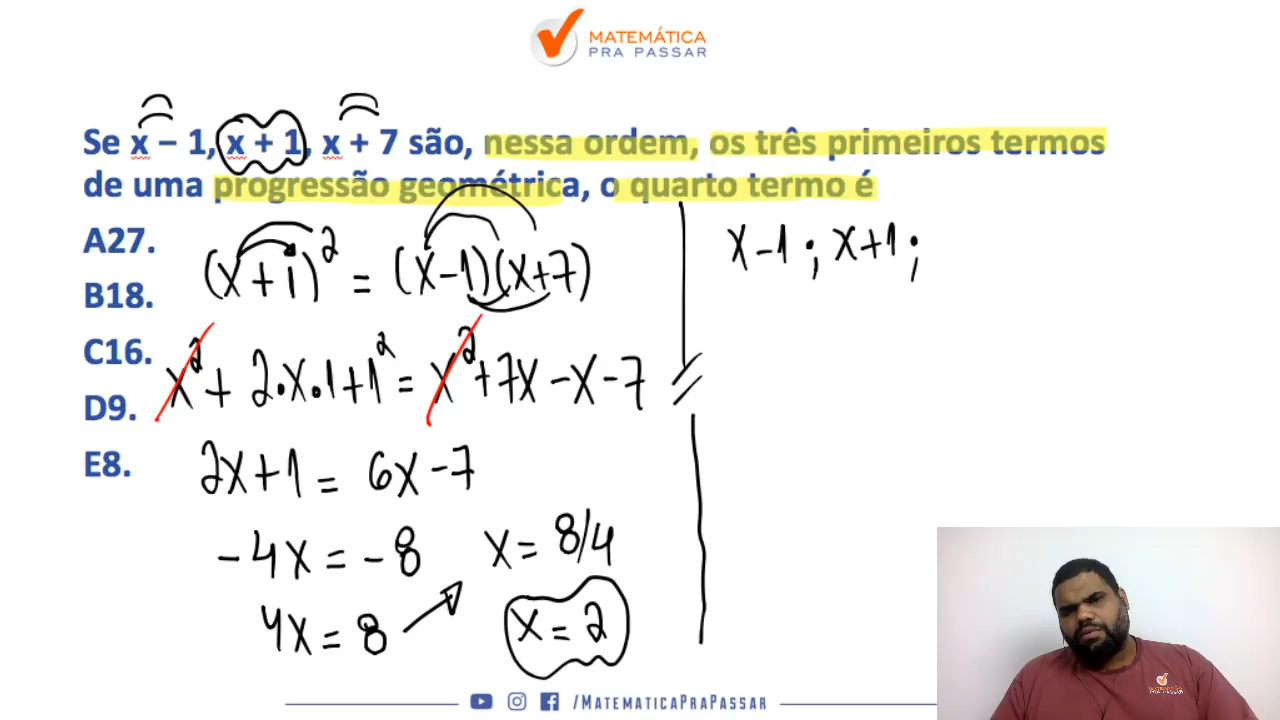 MATEMÁTICA
PRA PASSAR
Se x – 1, x + 1, x + 7 são, nessa ordem, os três primeiros termos
de uma progressão geométrica, o quarto termo é
A27.
B18.
C16.
D9.
E8.
(x+1)² = (x-1)(x+7)
x² + 2•x•1+1² = x²+7x-x-7
2x+1 = 6x-7
-4x = -8
4x = 8
x = 8/4
x = 2
x-1 ; x+1 ;
/MATEMATICAPRAPASSAR